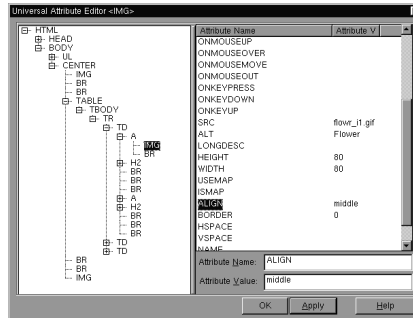 Universal Attribute Editor <IMG>
HTML
HEAD
BODY
UL
CENTER
IMG
BR
BR
TABLE
TBODY
TR
TD
A
IMG
BR
H2
BR
BR
BR
A
H2
BR
BR
BR
TD
TD
BR
BR
IMG
Attribute Name Attribute V
ONMOUSEUP
ONMOUSEOVER
ONMOUSEMOVE
ONMOUSEOUT
ONKEYPRESS
ONKEYDOWN
ONKEYUP
SRC flowr_i1.gif
ALT Flower
LONGDESC
HEIGHT 80
WIDTH 80
USEMAP
ISMAP
ALIGN middle
BORDER 0
HSPACE
VSPACE
NAME
Attribute Name: ALIGN
Attribute Value: middle
OK Apply Help